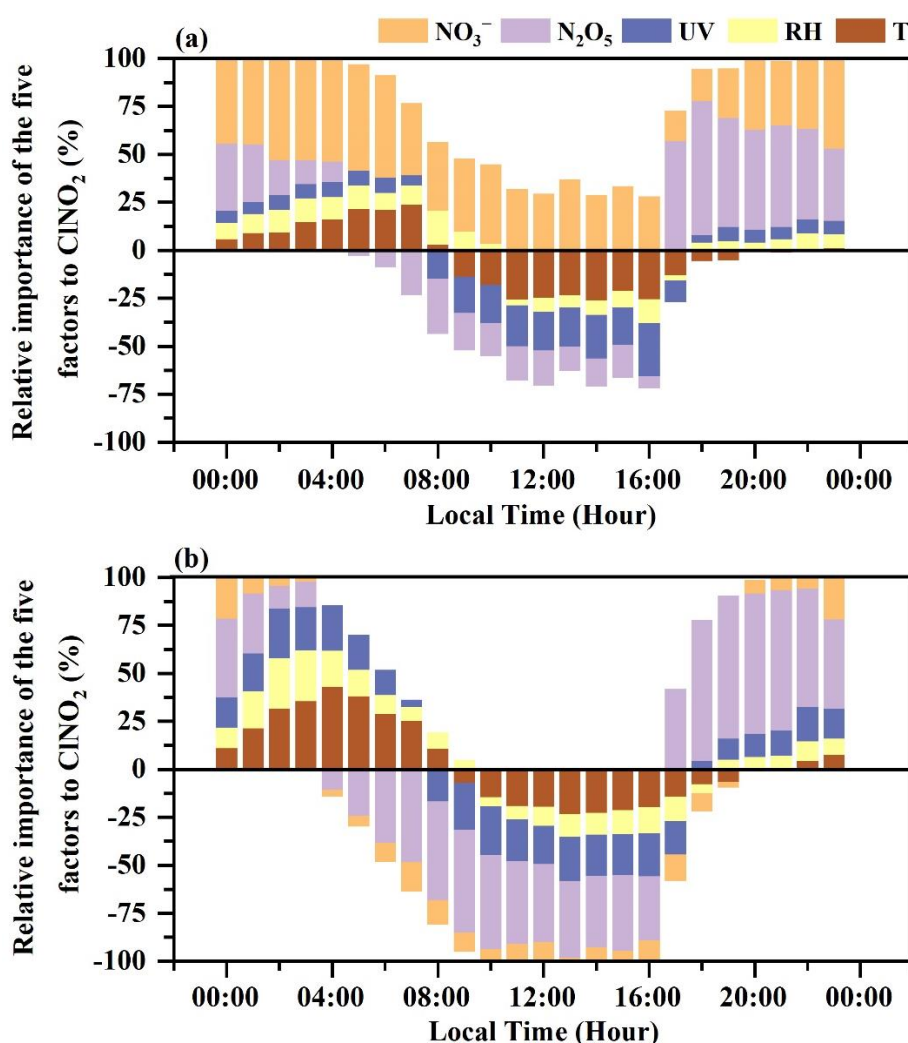 NO₃⁻ N₂O₅ UV RH T
(a)
Relative importance of the five
factors to ClNO₂ (%)
100
75
50
25
0
-25
-50
-75
-100
00:00 04:00 08:00 12:00 16:00 20:00 00:00
Local Time (Hour)
(b)
Relative importance of the five
factors to ClNO₂ (%)
100
75
50
25
0
-25
-50
-75
-100
00:00 04:00 08:00 12:00 16:00 20:00 00:00
Local Time (Hour)